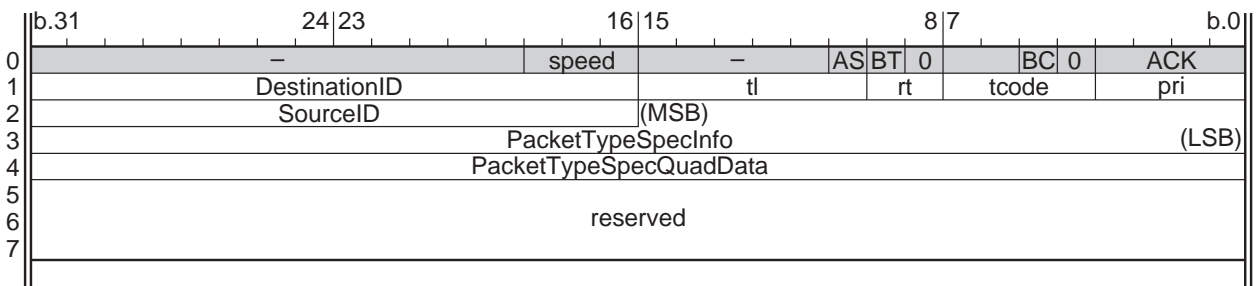 b.31 24|23 16|15 8|7 b.0
0 – speed – AS BT 0 BC 0 ACK
1 DestinationID tl rt tcode pri
2 SourceID (MSB)
3 PacketTypeSpecInfo (LSB)
4 PacketTypeSpecQuadData
5
6 reserved
7